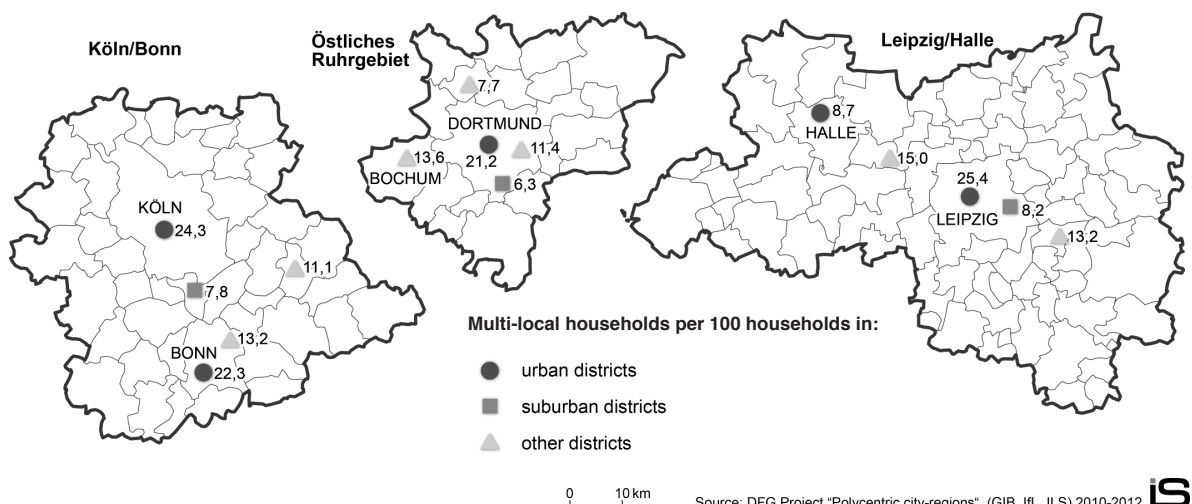 Köln/Bonn
KÖLN
24,3
11,1
7,8
13,2
BONN
22,3
Östliches
Ruhrgebiet
7,7
DORTMUND
21,2
11,4
13,6
BOCHUM
6,3
Leipzig/Halle
8,7
HALLE
15,0
25,4
LEIPZIG
8,2
13,2
Multi-local households per 100 households in:
urban districts
suburban districts
other districts
0 10 km
Source: DFG Project "Polycentric city-regions", (GIB, IfL, ILS) 2010-2012